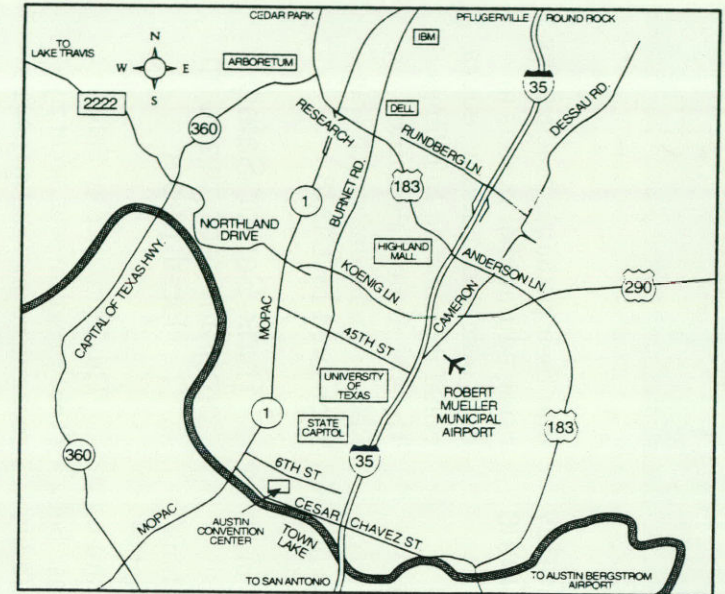 CEDAR PARK
PFLUGERVILLE
ROUND ROCK
TO
LAKE TRAVIS
N
W
E
S
ARBORETUM
IBM
2222
360
35
DELL
DESSAU RD.
RESEARCH
RUNDBERG LN.
BURNET RD.
183
1
NORTHLAND
DRIVE
HIGHLAND
MALL
CAPITAL OF TEXAS HWY.
KOENIG LN.
ANDERSON LN.
290
CAMERON
MOPAC
45TH ST
UNIVERSITY
OF
TEXAS
ROBERT
MUELLER
MUNICIPAL
AIRPORT
1
STATE
CAPITOL
183
360
35
6TH ST
MOPAC
AUSTIN
CONVENTION
CENTER
CESAR CHAVEZ ST
TOWN
LAKE
TO SAN ANTONIO
TO AUSTIN BERGSTROM
AIRPORT